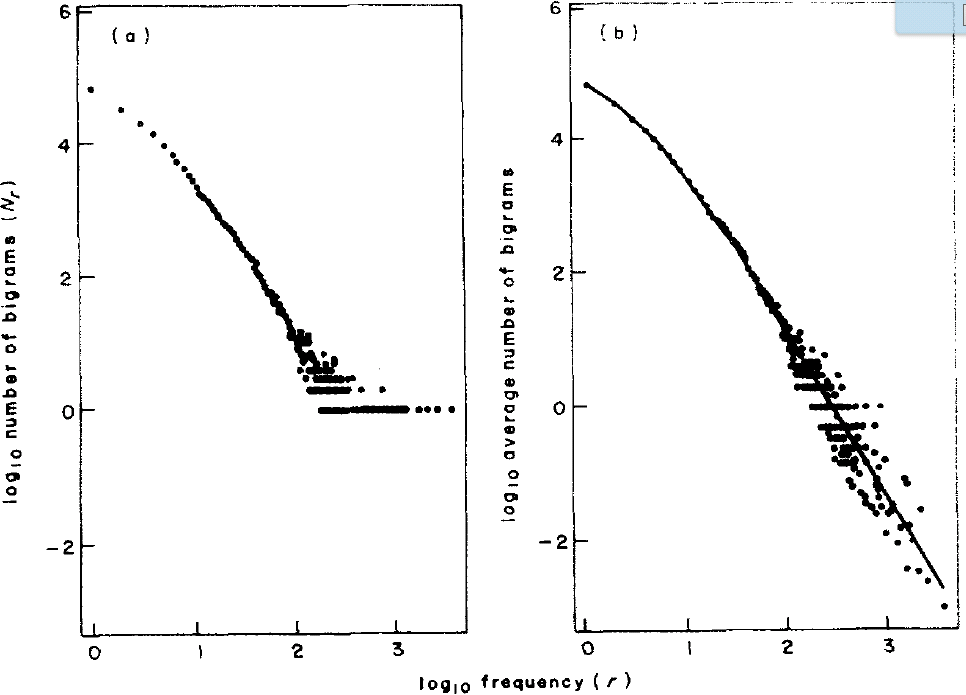 (a)
6
4
2
0
−2
log10 number of bigrams (Nr)
0 1 2 3
(b)
6
4
2
0
−2
log10 average number of bigrams
0 1 2 3
log10 frequency (r)